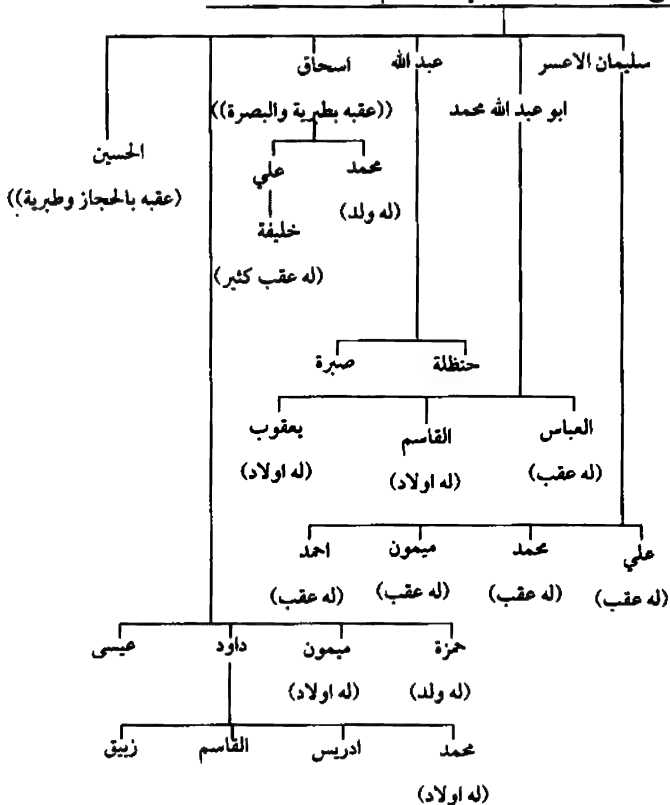 سليمان الاعسر
عبد الله
اسحاق
ابو عبد الله محمد
((عقبه بطبرية والبصرة))
الحسين
(عقبه بالحجاز وطبرية))
محمد
علي
(له ولد)
خليفة
(له عقب كثير)
حنظلة
صبرة
العباس
القاسم
يعقوب
(له عقب)
(له اولاد)
(له اولاد)
علي
محمد
ميمون
احمد
(له عقب)
(له عقب)
(له عقب)
(له عقب)
حمزة
ميمون
داود
عيسى
(له ولد)
(له اولاد)
محمد
ادريس
القاسم
زبيق
(له اولاد)